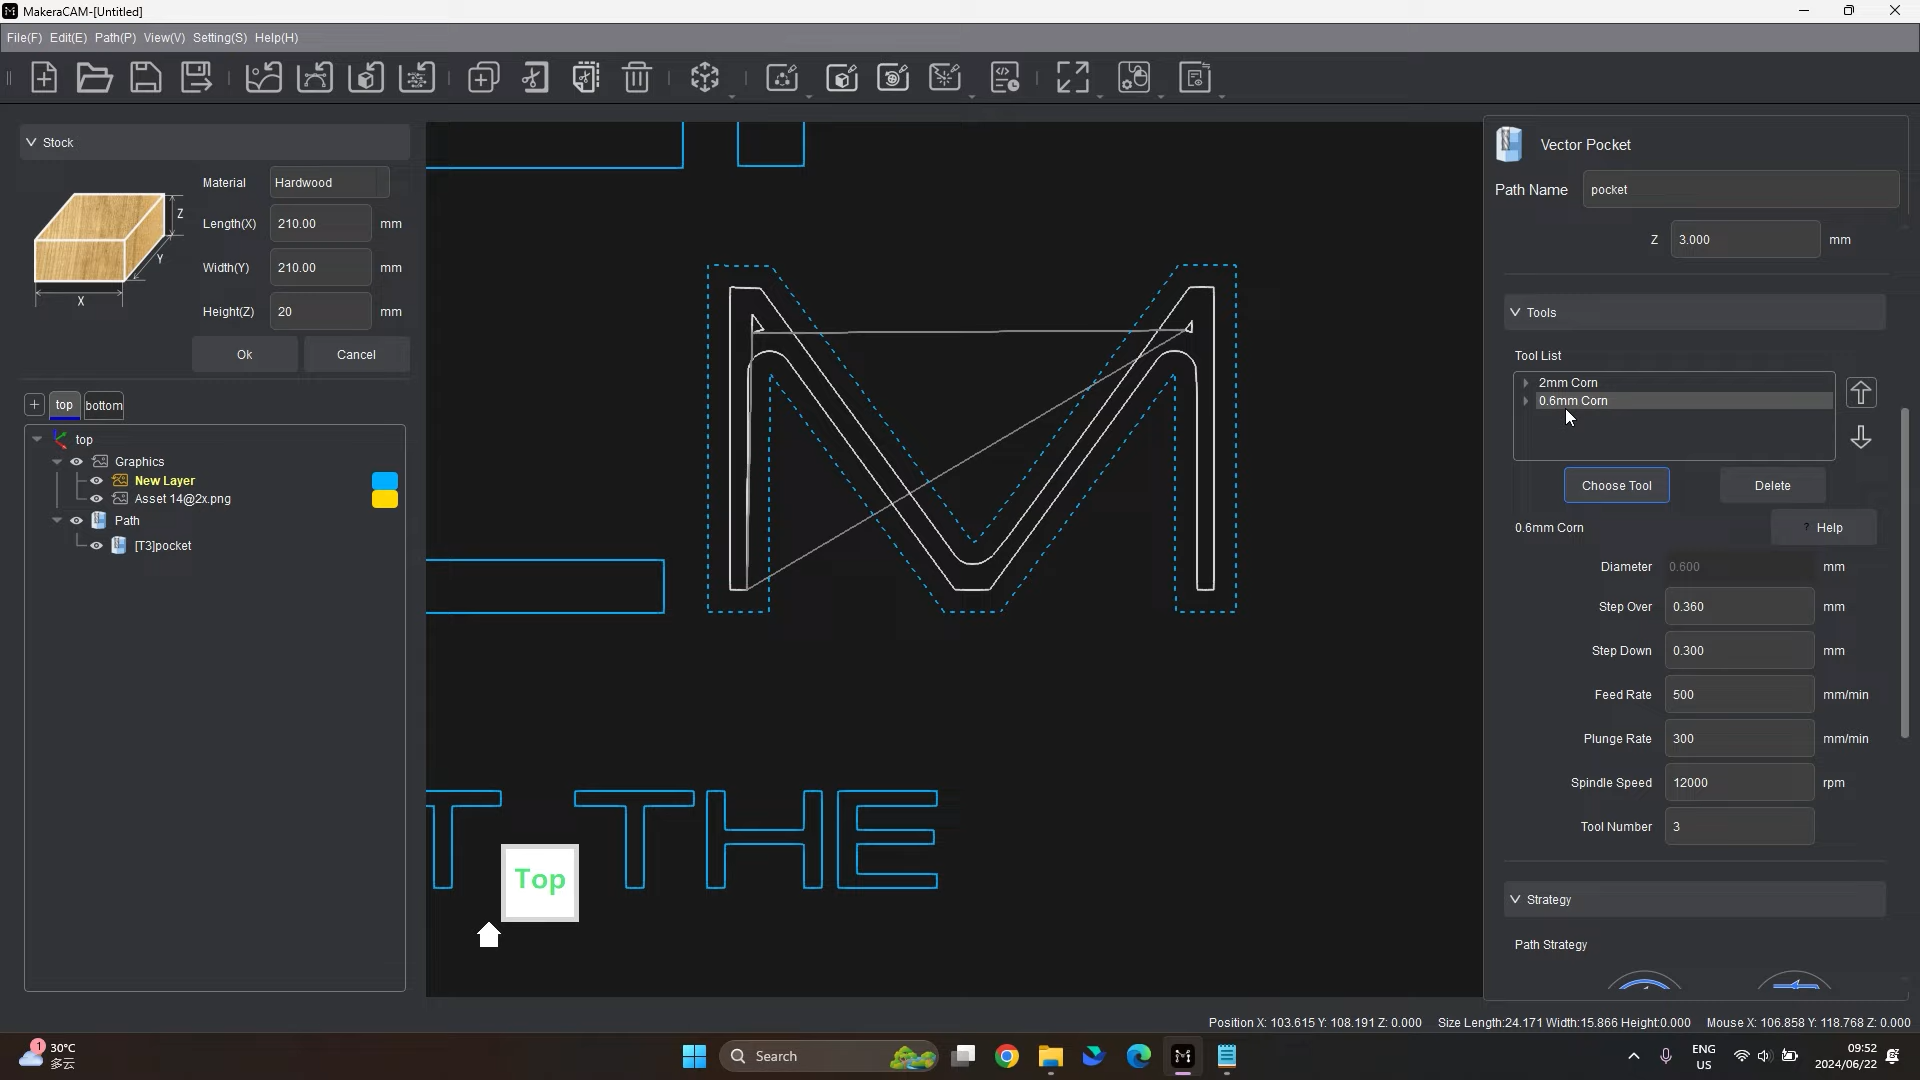 MakeraCAM-[Untitled]
File(F) Edit(E) Path(P) View(V) Setting(S) Help(H)
Stock
Material Hardwood
Length(X) 210.00 mm
Width(Y) 210.00 mm
Height(Z) 20 mm
Z
Y
X
Ok Cancel
+ top bottom
top
Graphics
New Layer
Asset 14@2x.png
Path
[T3]pocket
M
T THE
Top
Vector Pocket
Path Name pocket
Z 3.000 mm
Tools
Tool List
2mm Corn
0.6mm Corn
Choose Tool Delete
0.6mm Corn ? Help
Diameter 0.600 mm
Step Over 0.360 mm
Step Down 0.300 mm
Feed Rate 500 mm/min
Plunge Rate 300 mm/min
Spindle Speed 12000 rpm
Tool Number 3
Strategy
Path Strategy
Position X: 103.615 Y: 108.191 Z: 0.000 Size Length:24.171 Width:15.866 Height:0.000 Mouse X: 106.858 Y: 118.768 Z: 0.000
1
30°C
多云
Search
ENG
US
09:52
2024/06/22